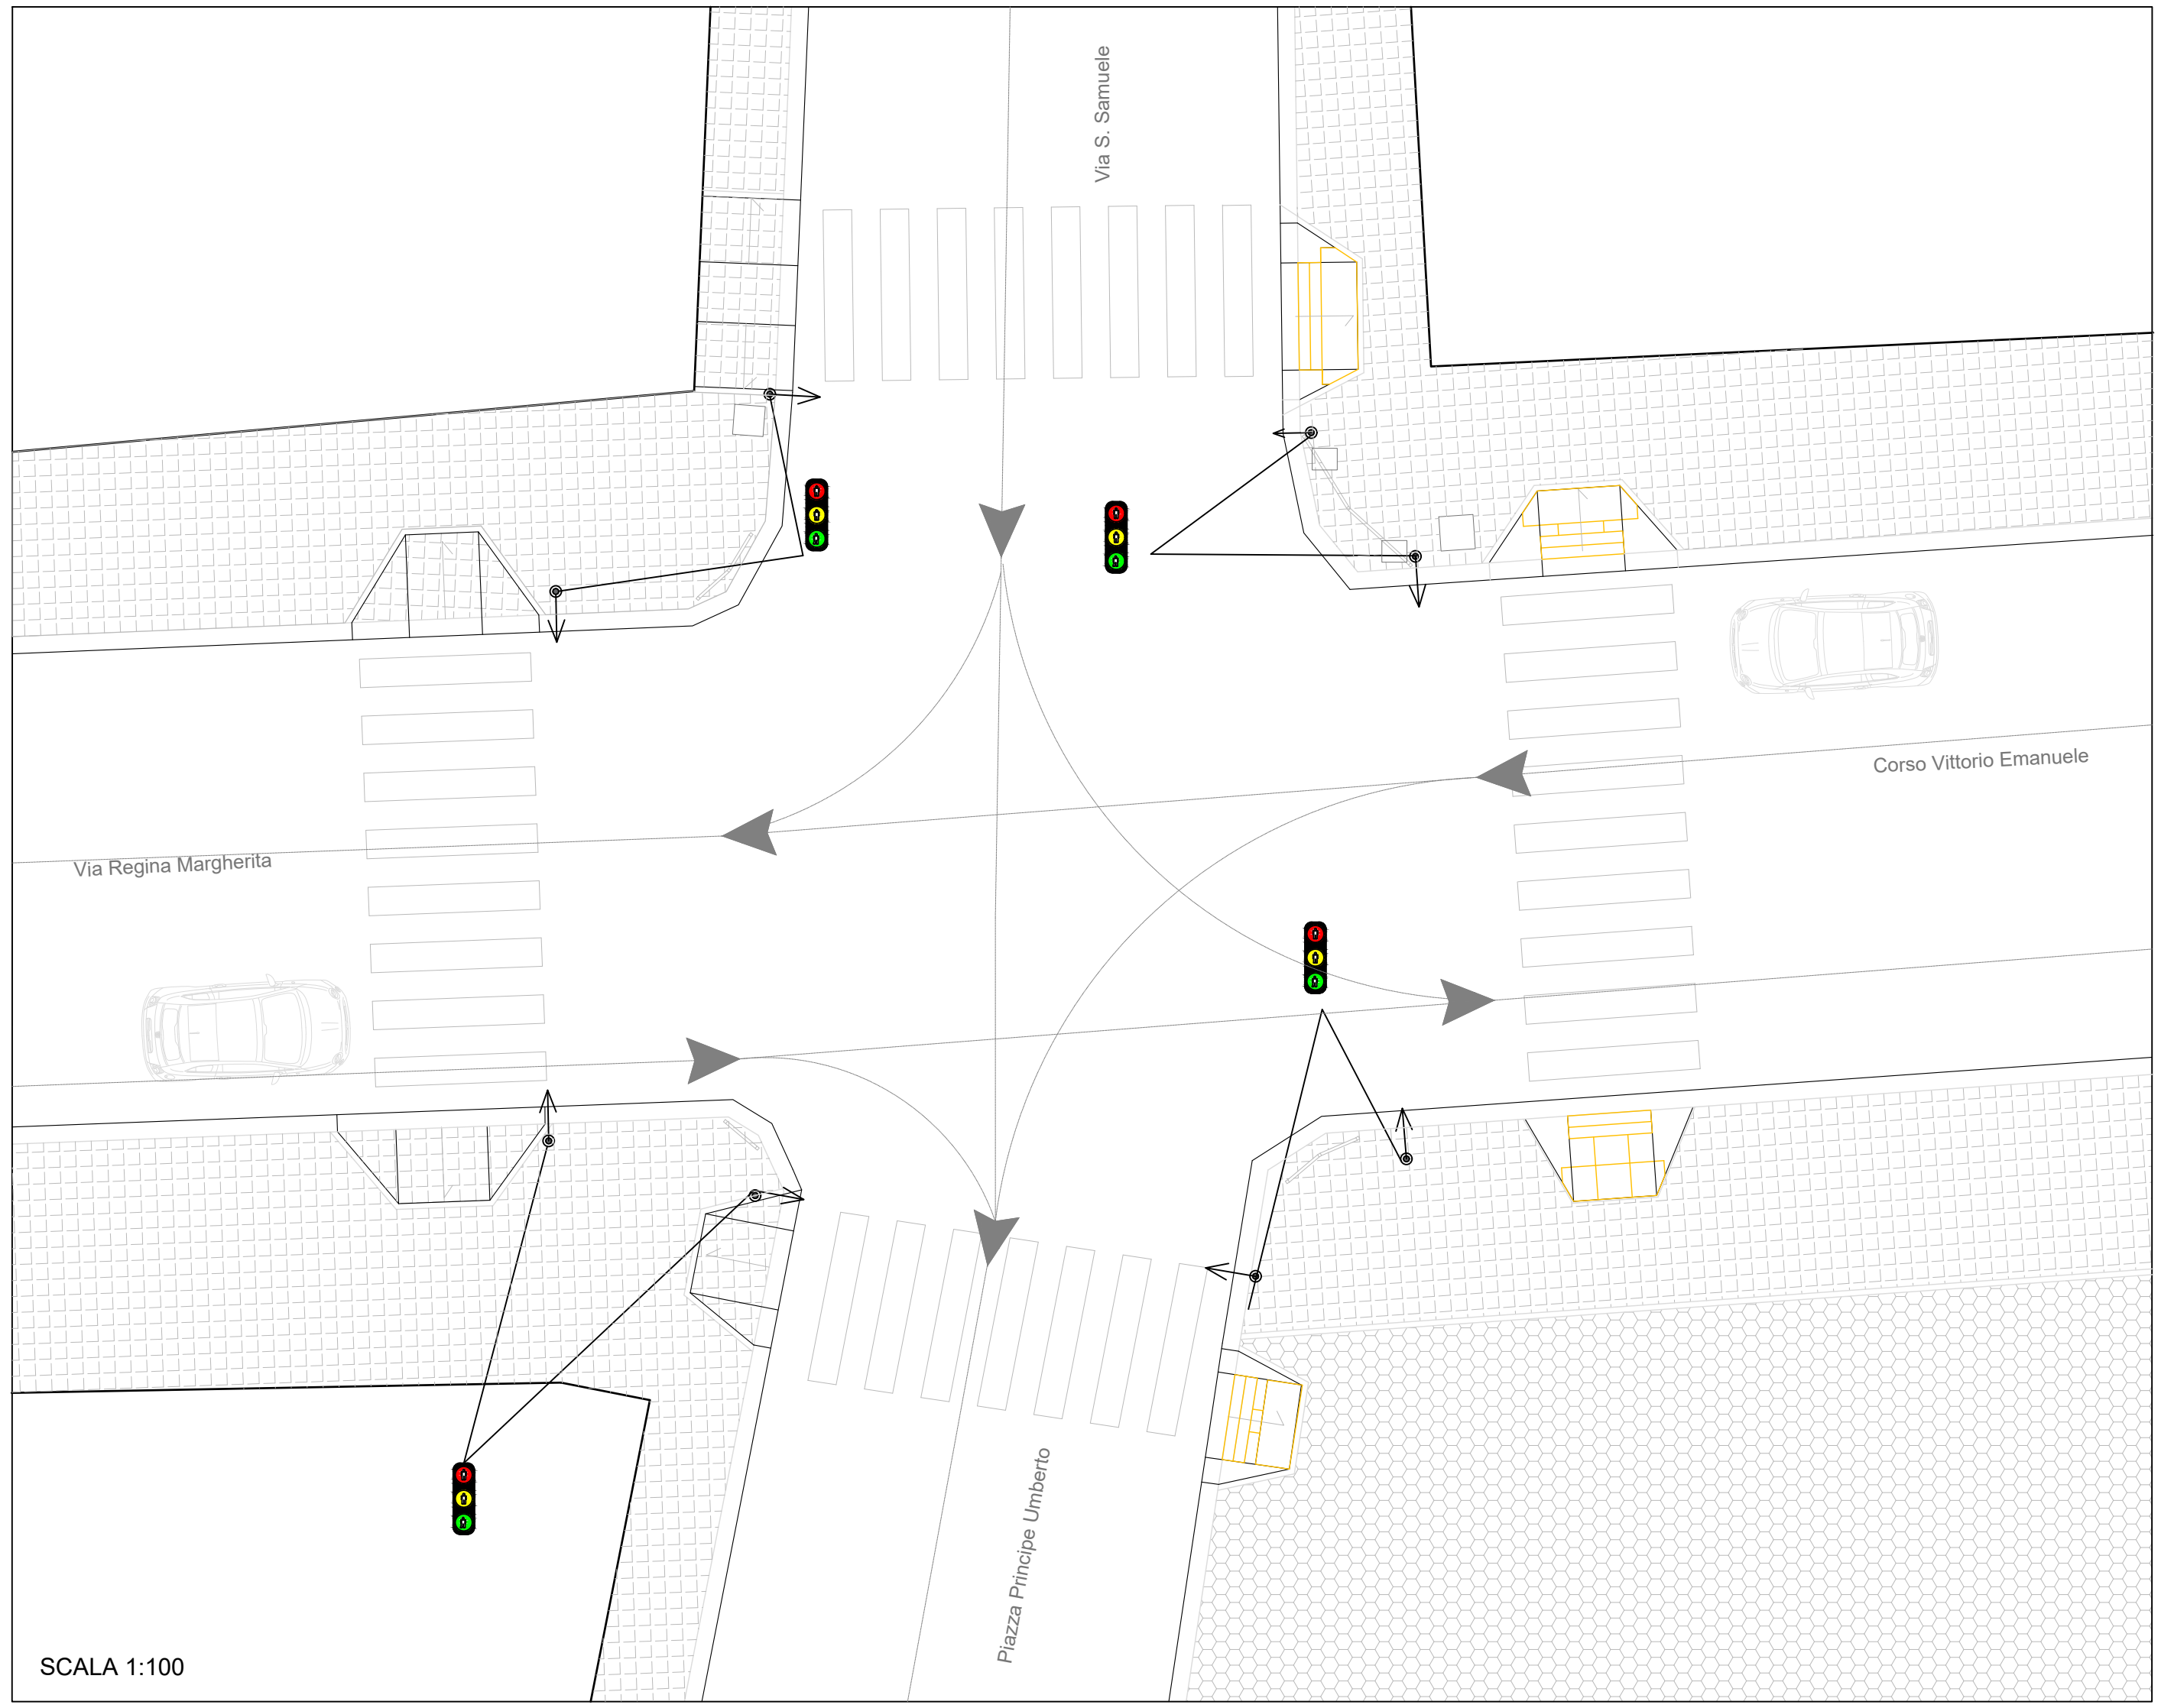 Via S. Samuele
Corso Vittorio Emanuele
Via Regina Margherita
Piazza Principe Umberto
SCALA 1:100